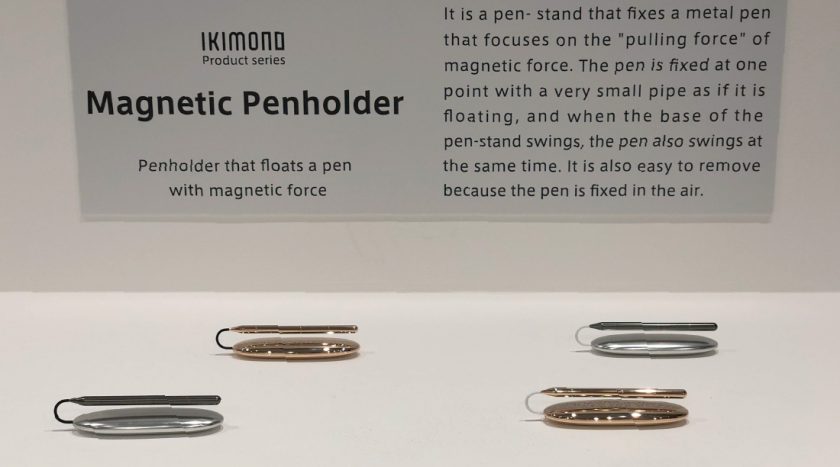 IKIMONO
Product series
Magnetic Penholder
Penholder that floats a pen
with magnetic force
It is a pen- stand that fixes a metal pen
that focuses on the "pulling force" of
magnetic force. The pen is fixed at one
point with a very small pipe as if it is
floating, and when the base of the
pen-stand swings, the pen also swings at
the same time. It is also easy to remove
because the pen is fixed in the air.